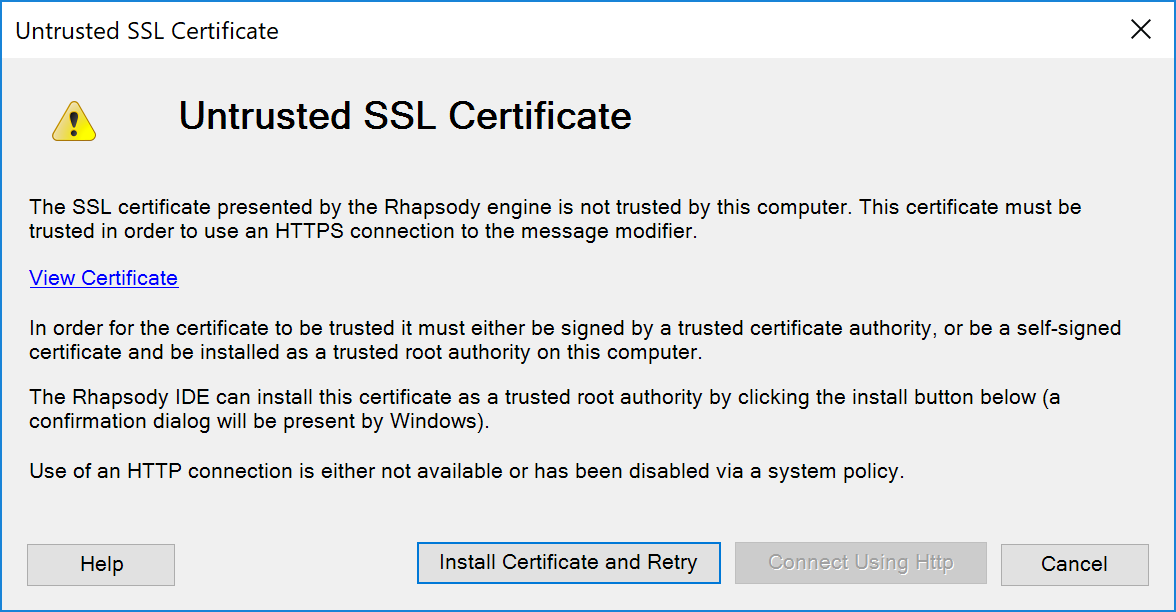 Untrusted SSL Certificate
Untrusted SSL Certificate
The SSL certificate presented by the Rhapsody engine is not trusted by this computer. This certificate must be
trusted in order to use an HTTPS connection to the message modifier.
View Certificate
In order for the certificate to be trusted it must either be signed by a trusted certificate authority, or be a self-signed
certificate and be installed as a trusted root authority on this computer.
The Rhapsody IDE can install this certificate as a trusted root authority by clicking the install button below (a
confirmation dialog will be present by Windows).
Use of an HTTP connection is either not available or has been disabled via a system policy.
Help
Install Certificate and Retry
Connect Using Http
Cancel